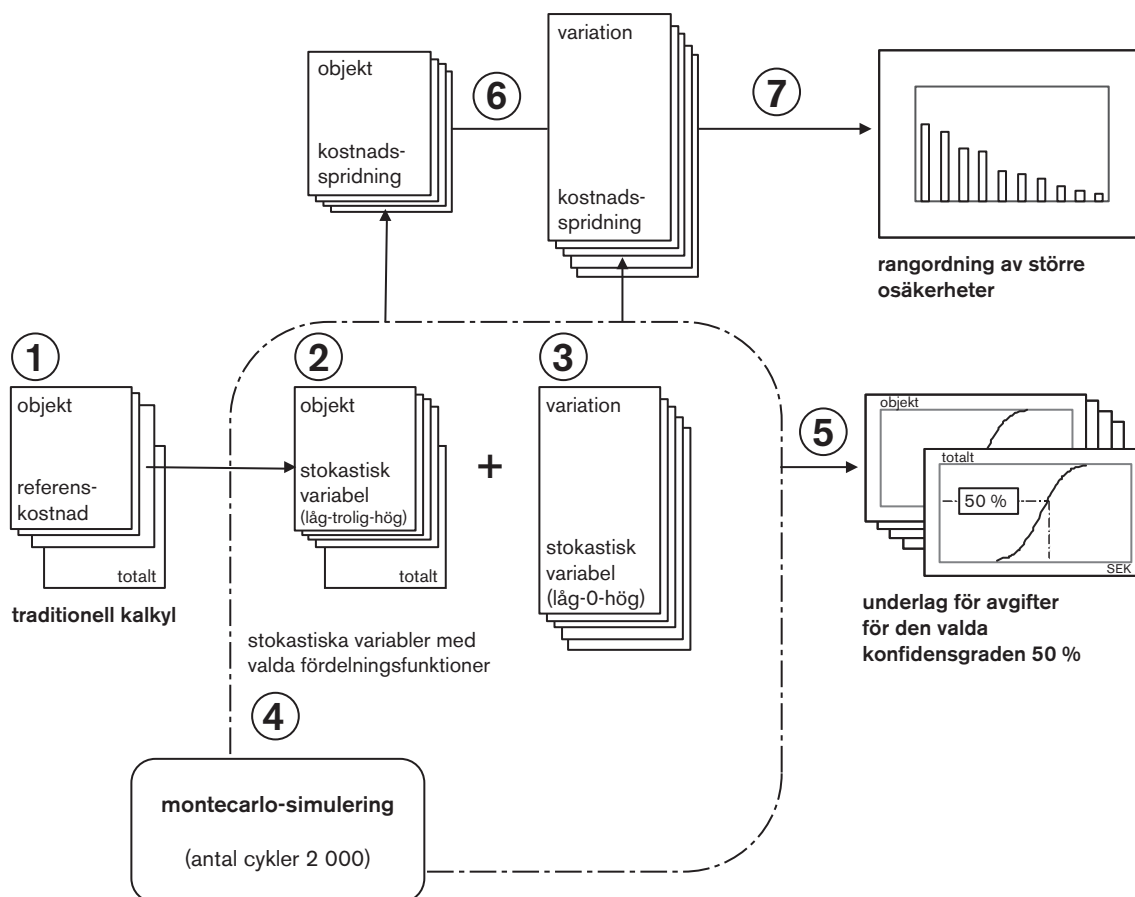 objekt
kostnads-
spridning
6
variation
kostnads-
spridning
7
rangordning av större
osäkerheter
1
objekt
referens-
kostnad
totalt
traditionell kalkyl
2
objekt
stokastisk
variabel
(låg-trolig-hög)
totalt
+
3
variation
stokastisk
variabel
(låg-0-hög)
stokastiska variabler med
valda fördelningsfunktioner
4
montecarlo-simulering
(antal cykler 2 000)
5
objekt
totalt
50 %
SEK
underlag för avgifter
för den valda
konfidensgraden 50 %